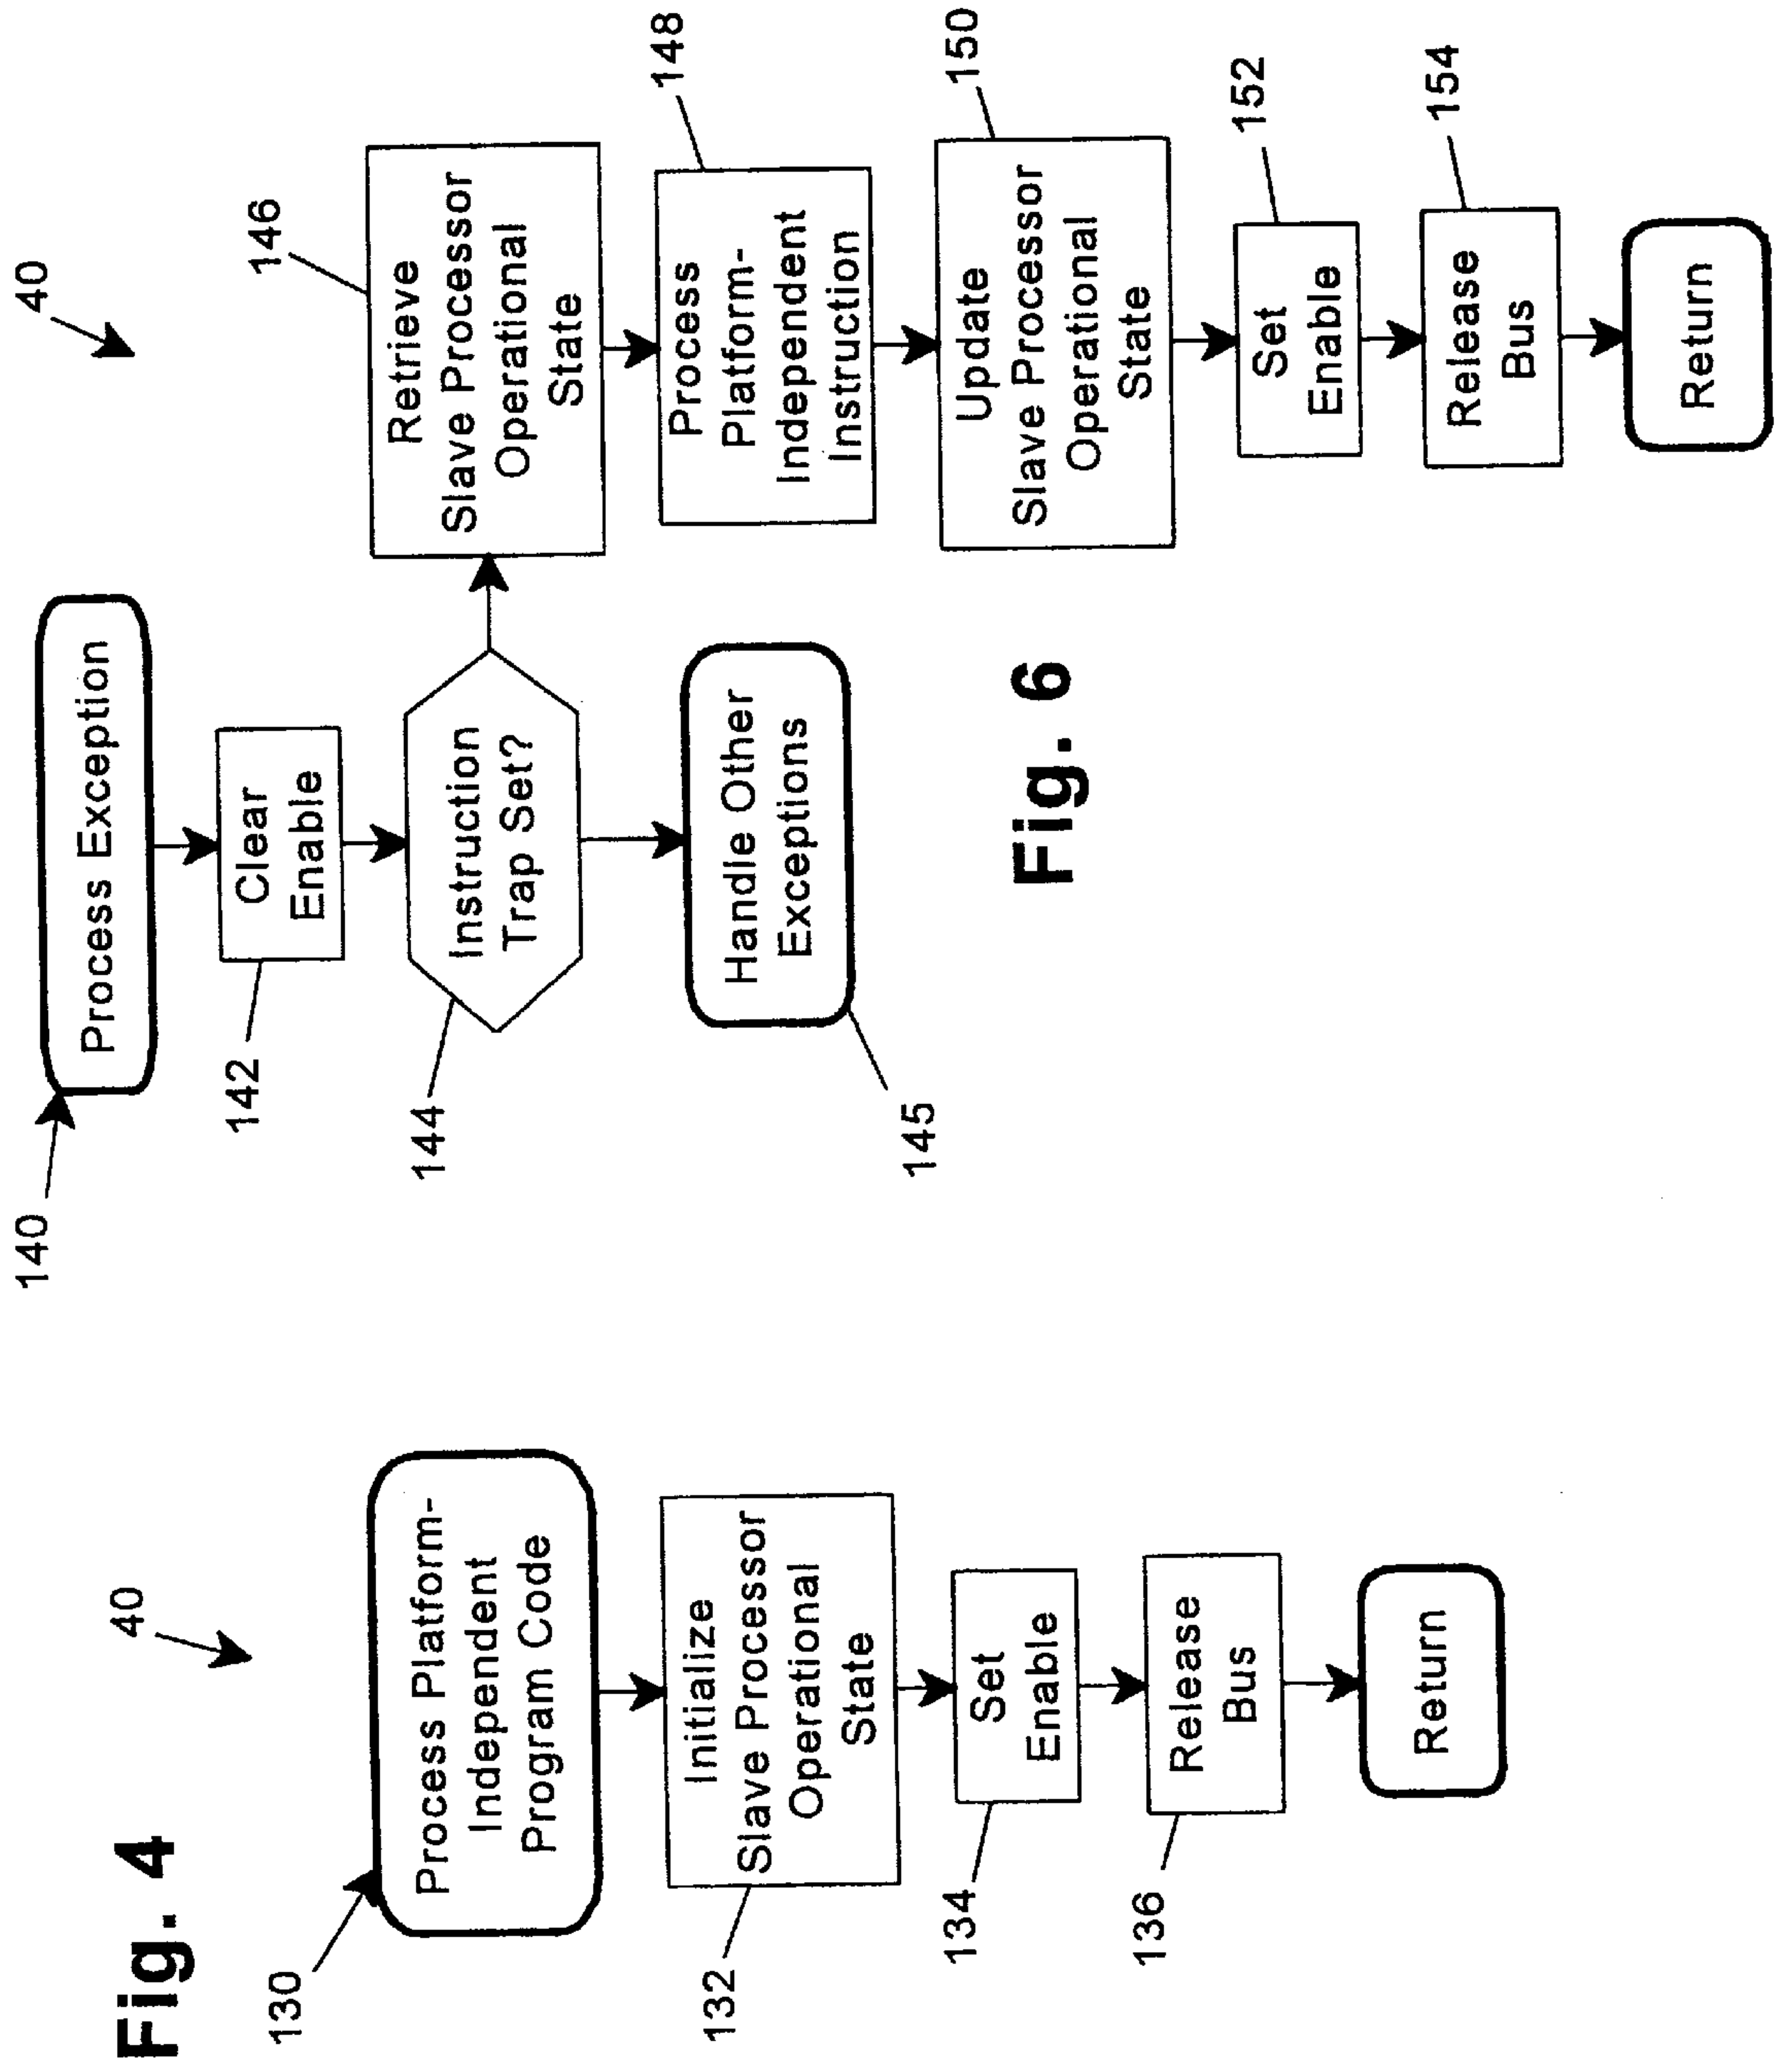 Fig. 4
40
130
Process Platform-
Independent
Program Code
132
Initialize
Slave Processor
Operational
State
134
Set
Enable
136
Release
Bus
Return
40
140
Process Exception
142
Clear
Enable
144
Instruction
Trap Set?
145
Handle Other
Exceptions
146
Retrieve
Slave Processor
Operational
State
148
Process
Platform-
Independent
Instruction
150
Update
Slave Processor
Operational
State
152
Set
Enable
154
Release
Bus
Return
Fig. 6